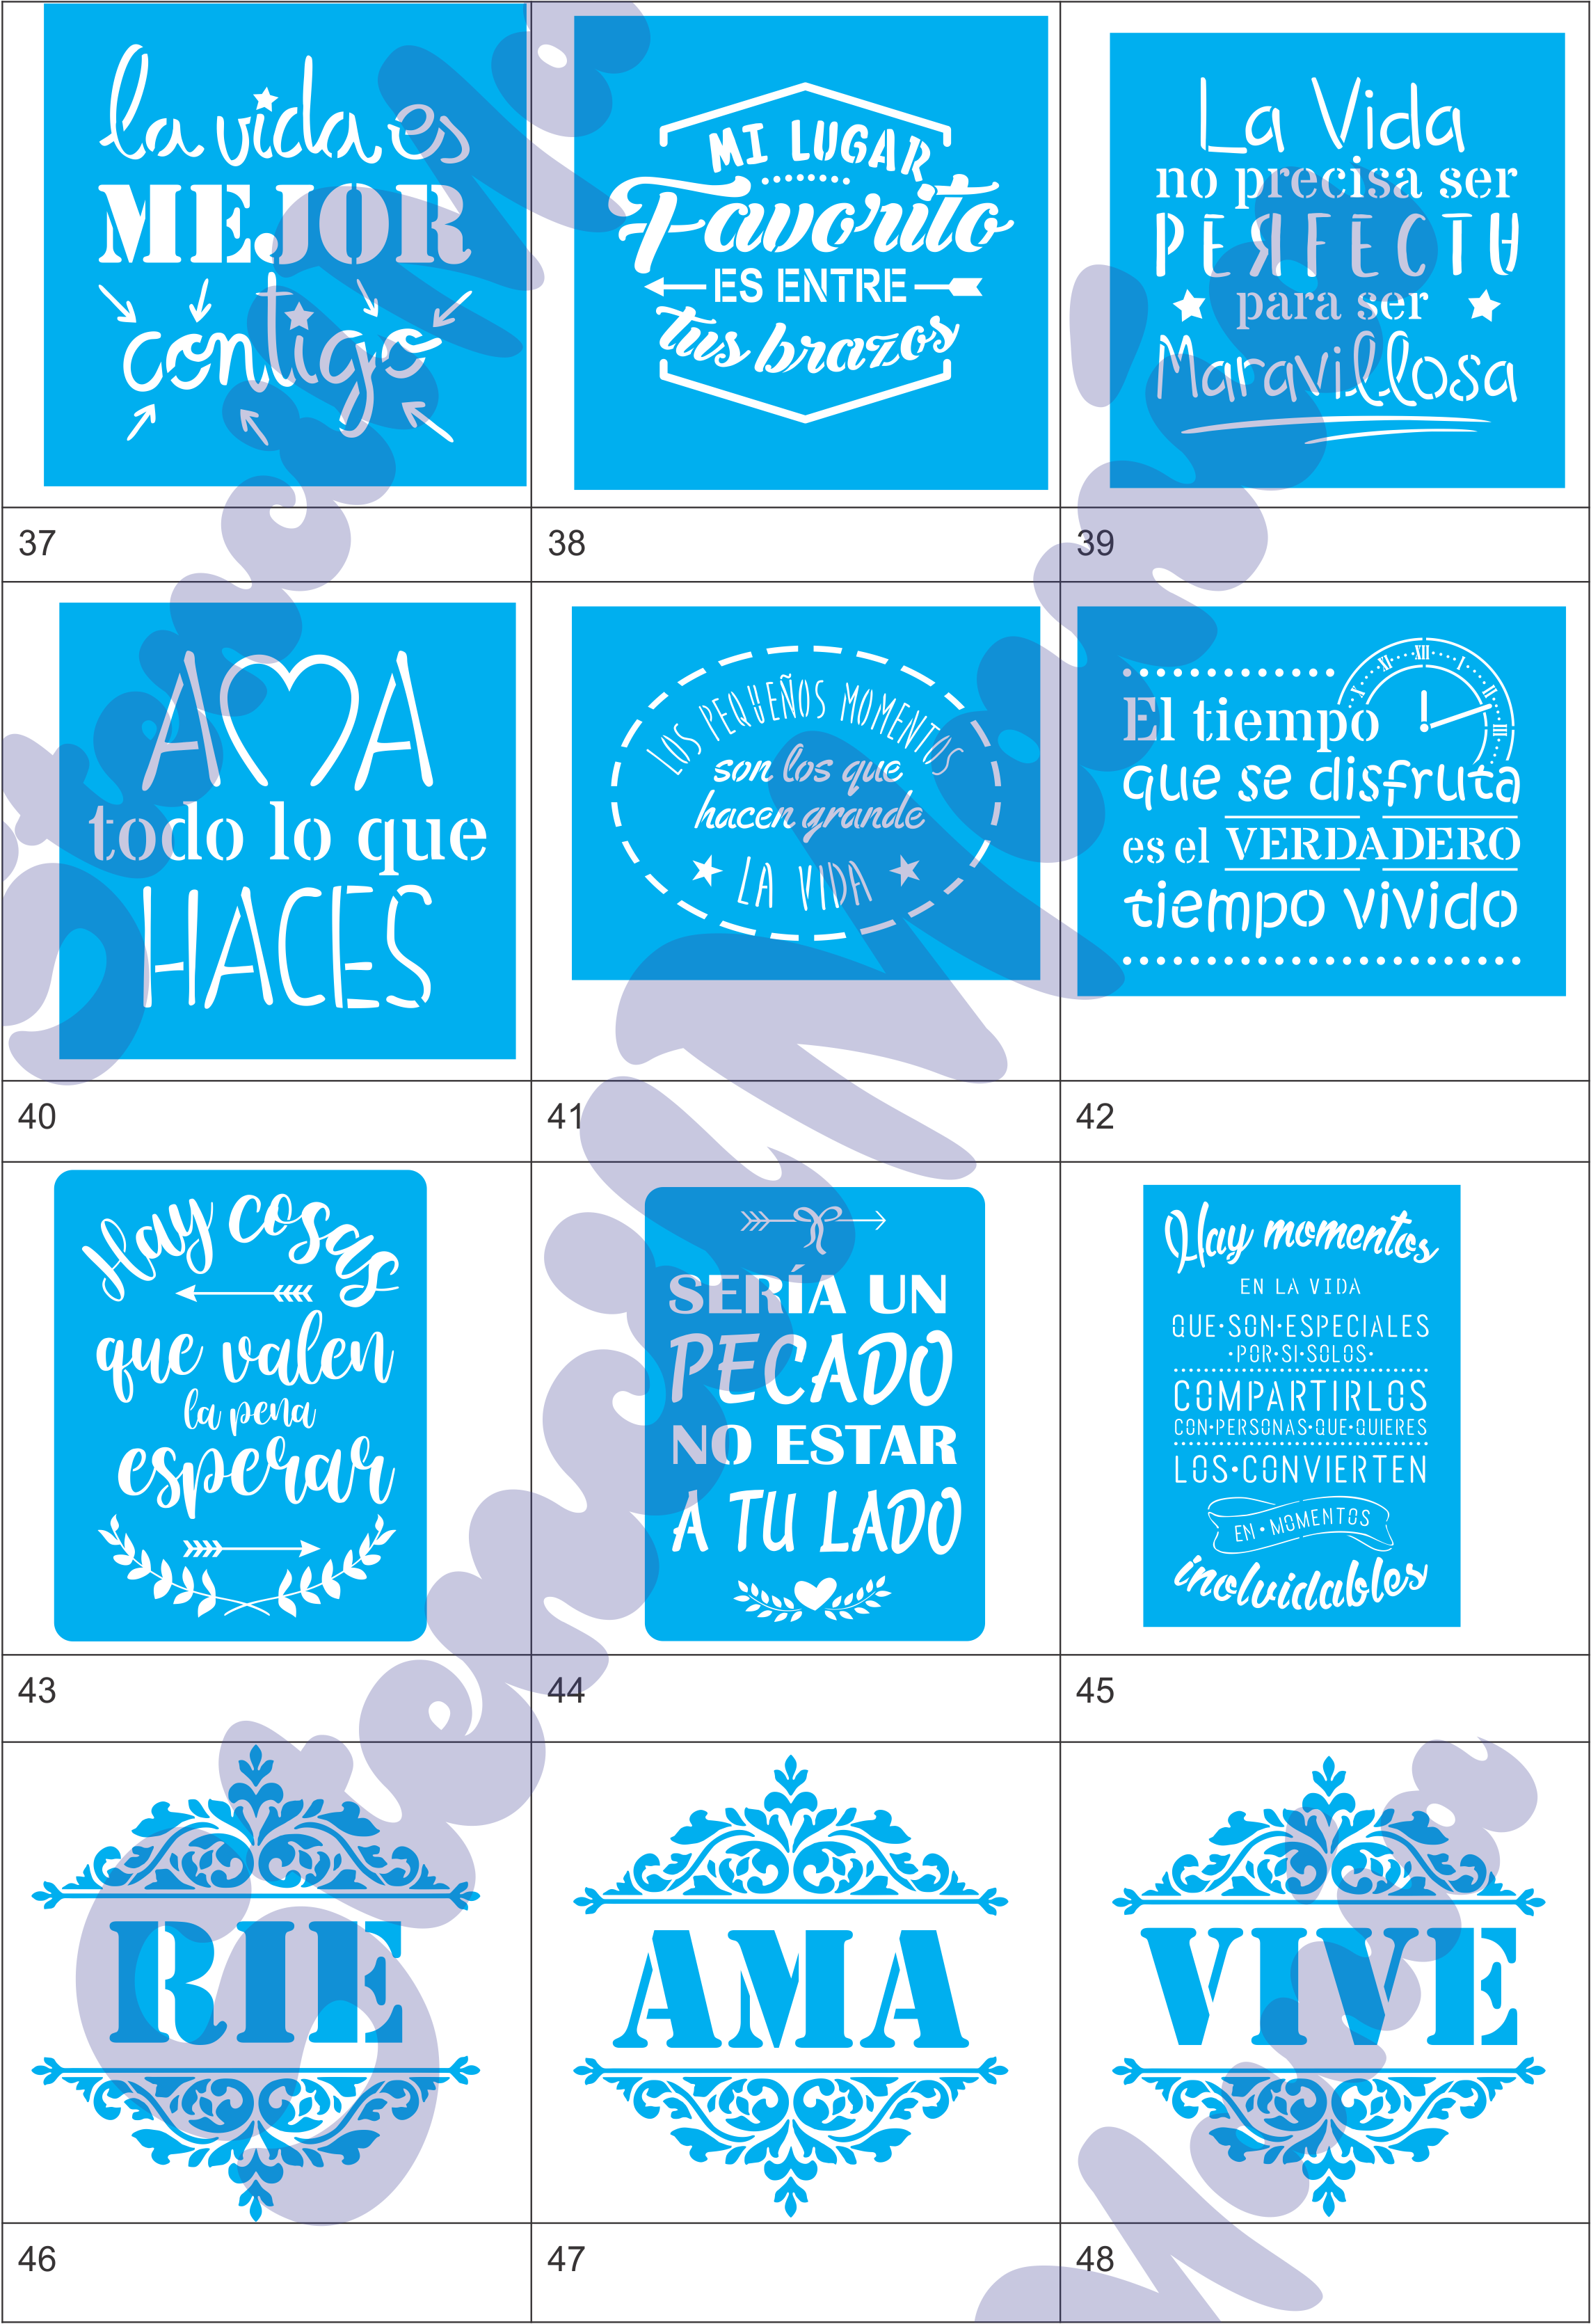 la vida es
MEJOR
contigo
37
MI LUGAR
Favorito
ES ENTRE
tus brazos
38
La Vida
no precisa ser
PERFECTA
para ser
Maravillosa
39
AMA
todo lo que
HACES
40
LOS PEQUEÑOS MOMENTOS
son los que
hacen grande
LA VIDA
41
X XI XII I II III
El tiempo
que se disfruta
es el VERDADERO
tiempo vivido
42
Hay cosas
que valen
la pena
esperar
43
SERÍA UN
PECADO
NO ESTAR
A TU LADO
44
Hay momentos
EN LA VIDA
QUE·SON·ESPECIALES
·POR·SI·SOLOS·
COMPARTIRLOS
CON·PERSONAS·QUE·QUIERES
LOS·CONVIERTEN
EN·MOMENTOS
inolvidables
45
RIE
46
AMA
47
VIVE
48